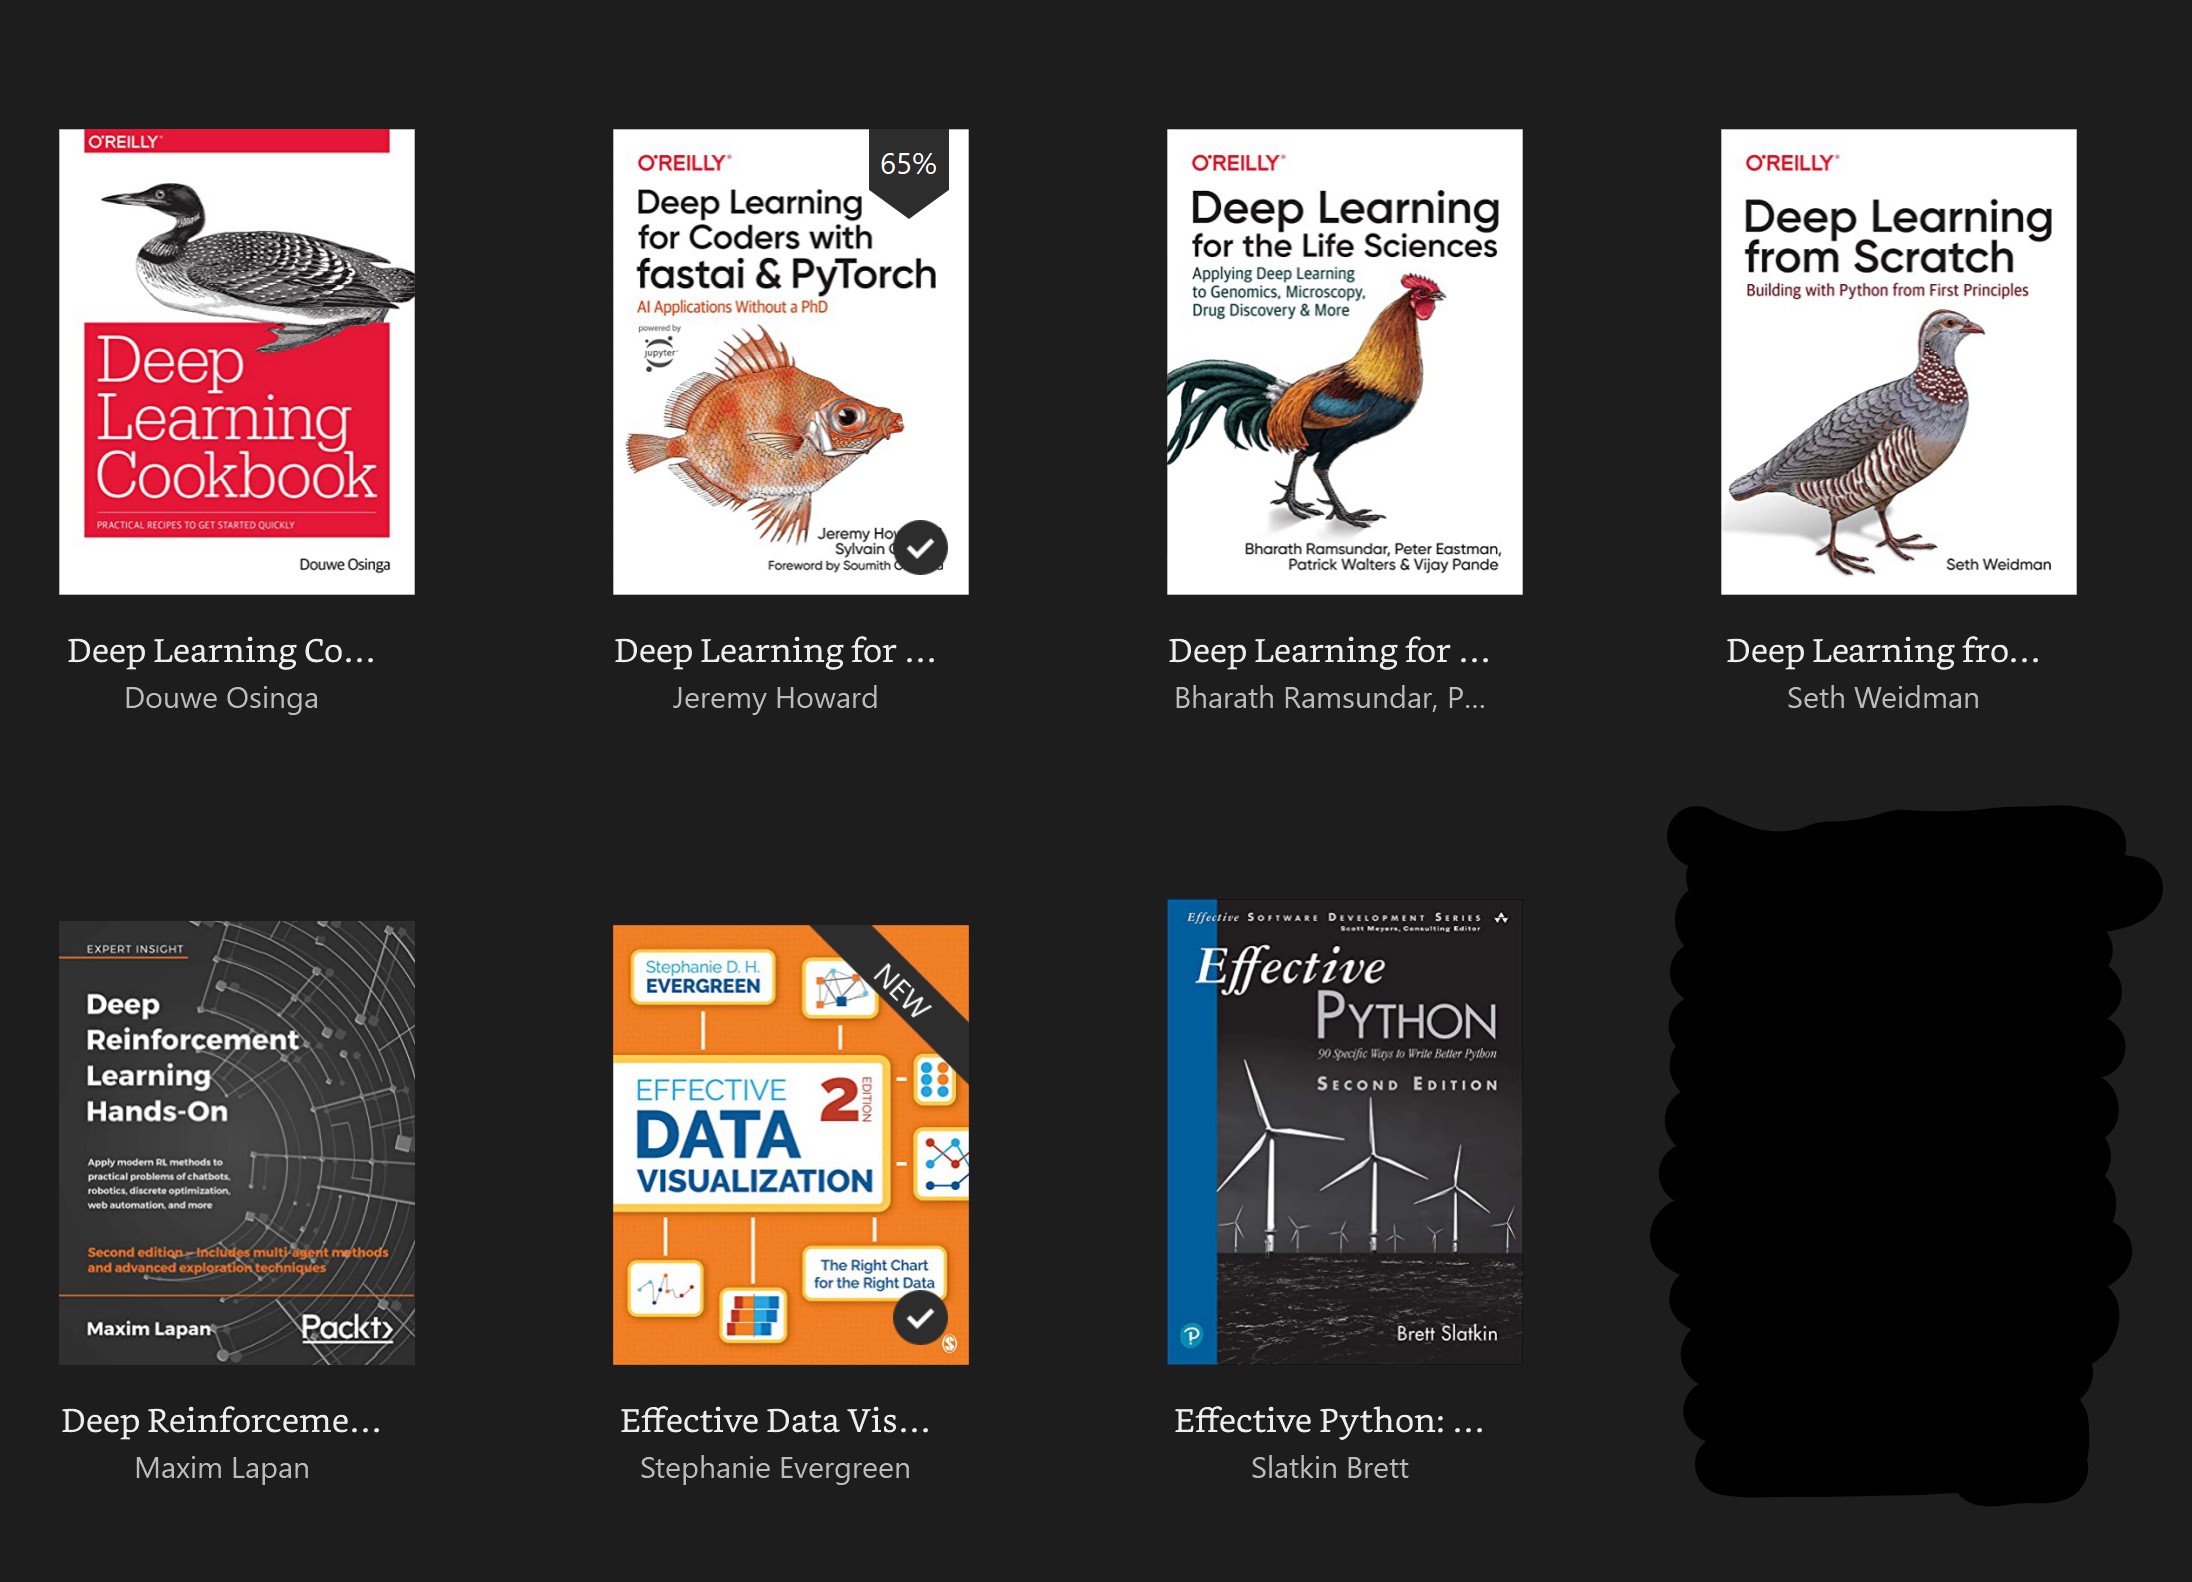 O'REILLY®
Deep
Learning
Cookbook
PRACTICAL RECIPES TO GET STARTED QUICKLY
Douwe Osinga
Deep Learning Co...
Douwe Osinga
65%
O'REILLY®
Deep Learning
for Coders with
fastai & PyTorch
AI Applications Without a PhD
powered by
jupyter
Jeremy
Sylvain
Foreword by Soumith
Deep Learning for ...
Jeremy Howard
O'REILLY®
Deep Learning
for the Life Sciences
Applying Deep Learning
to Genomics, Microscopy,
Drug Discovery & More
Bharath Ramsundar, Peter Eastman,
Patrick Walters & Vijay Pande
Deep Learning for ...
Bharath Ramsundar, P...
O'REILLY®
Deep Learning
from Scratch
Building with Python from First Principles
Seth Weidman
Deep Learning fro...
Seth Weidman
EXPERT INSIGHT
Deep
Reinforcement
Learning
Hands-On
Apply modern RL methods to
practical problems of chatbots,
robotics, discrete optimization,
web automation, and more
Second edition – Includes multi-agent methods
and advanced exploration techniques
Maxim Lapan
Packt>
Deep Reinforceme...
Maxim Lapan
NEW
Stephanie D. H.
EVERGREEN
EFFECTIVE
DATA
VISUALIZATION
2 EDITION
The Right Chart
for the Right Data
S
Effective Data Vis...
Stephanie Evergreen
Effective SOFTWARE DEVELOPMENT SERIES
Scott Meyers, Consulting Editor
Effective
PYTHON
90 Specific Ways to Write Better Python
SECOND EDITION
P
Brett Slatkin
Effective Python: ...
Slatkin Brett